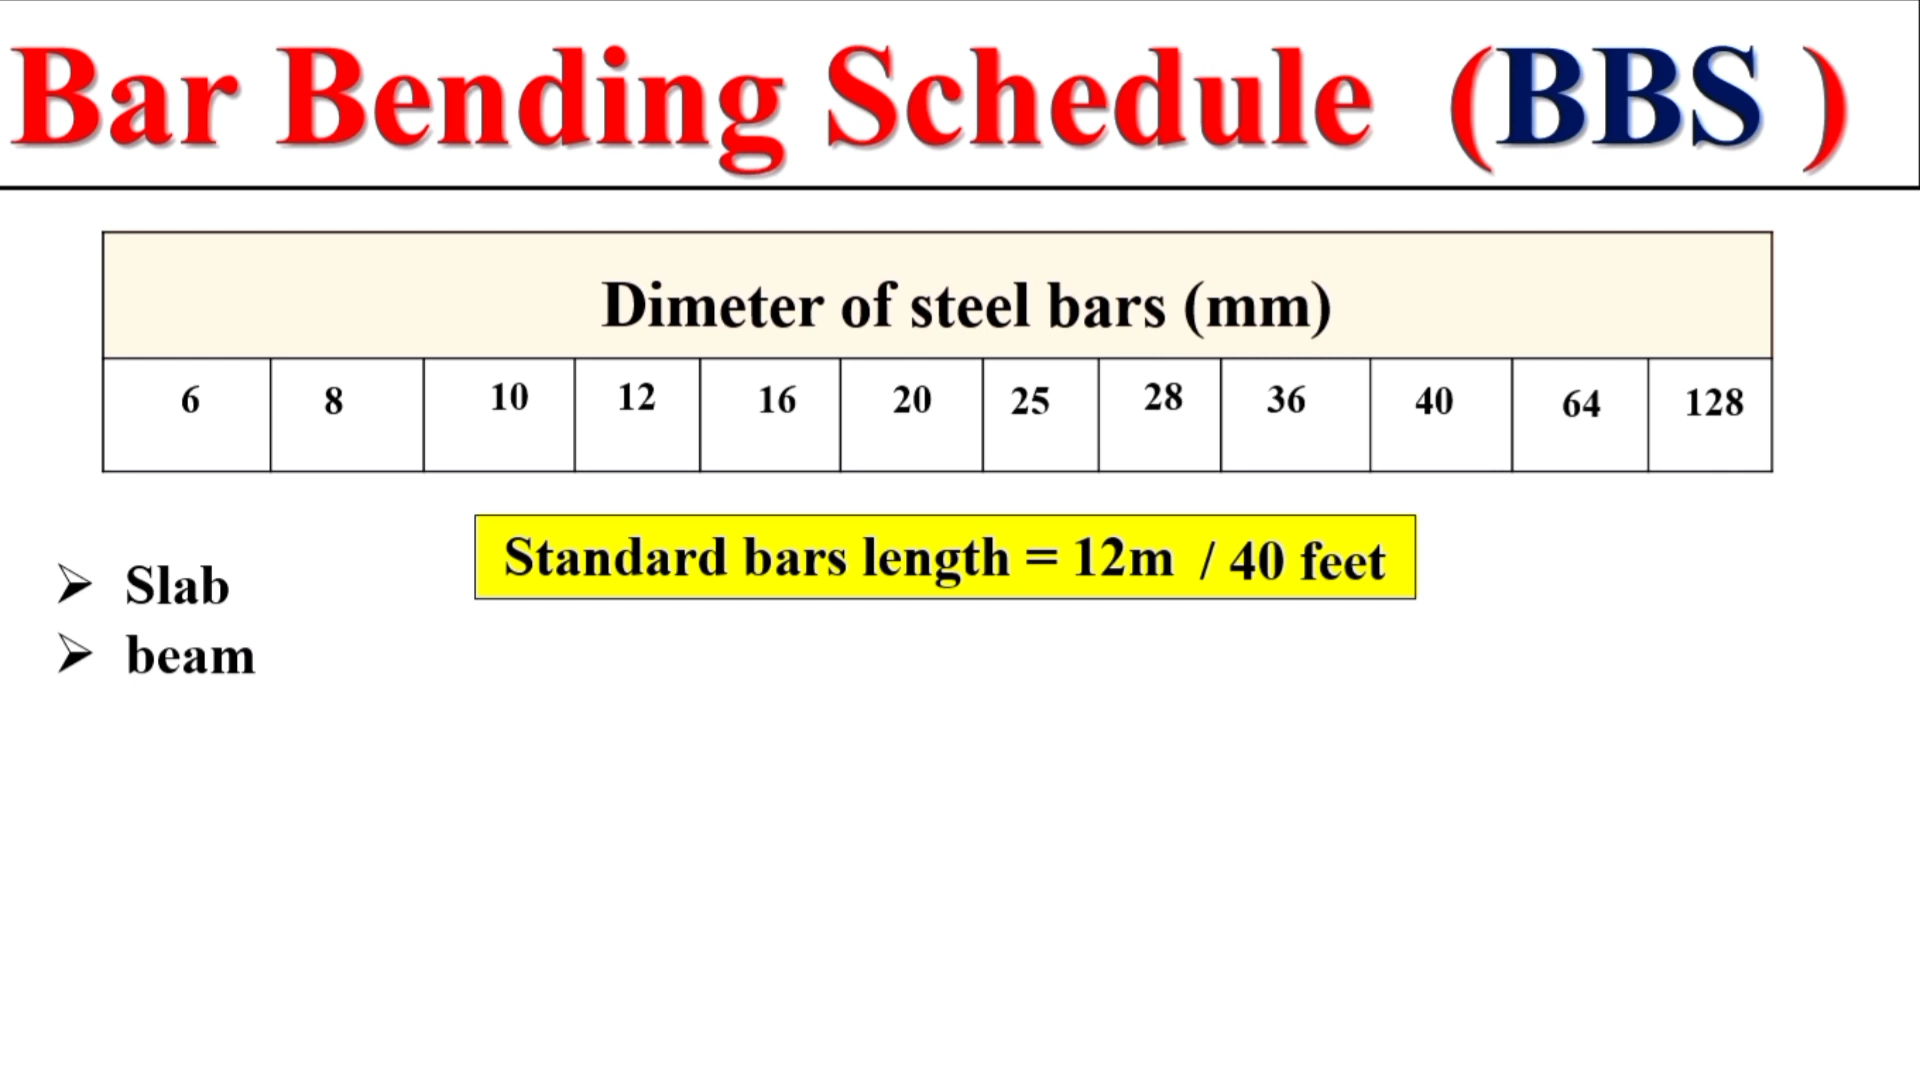 Bar Bending Schedule (BBS )
Dimeter of steel bars (mm)
6 8 10 12 16 20 25 28 36 40 64 128
Standard bars length = 12m / 40 feet
➢ Slab
➢ beam